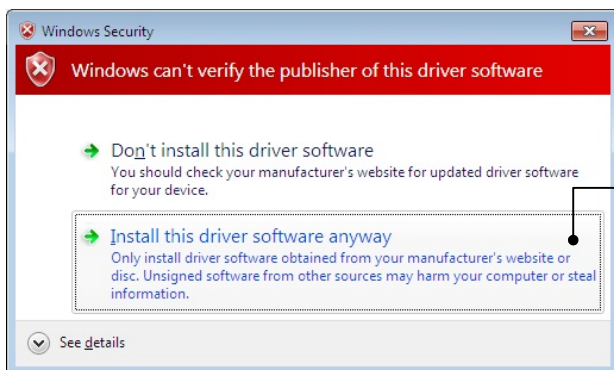 Windows Security
Windows can't verify the publisher of this driver software
Don't install this driver software
You should check your manufacturer's website for updated driver software
for your device.
Install this driver software anyway
Only install driver software obtained from your manufacturer's website or
disc. Unsigned software from other sources may harm your computer or steal
information.
See details